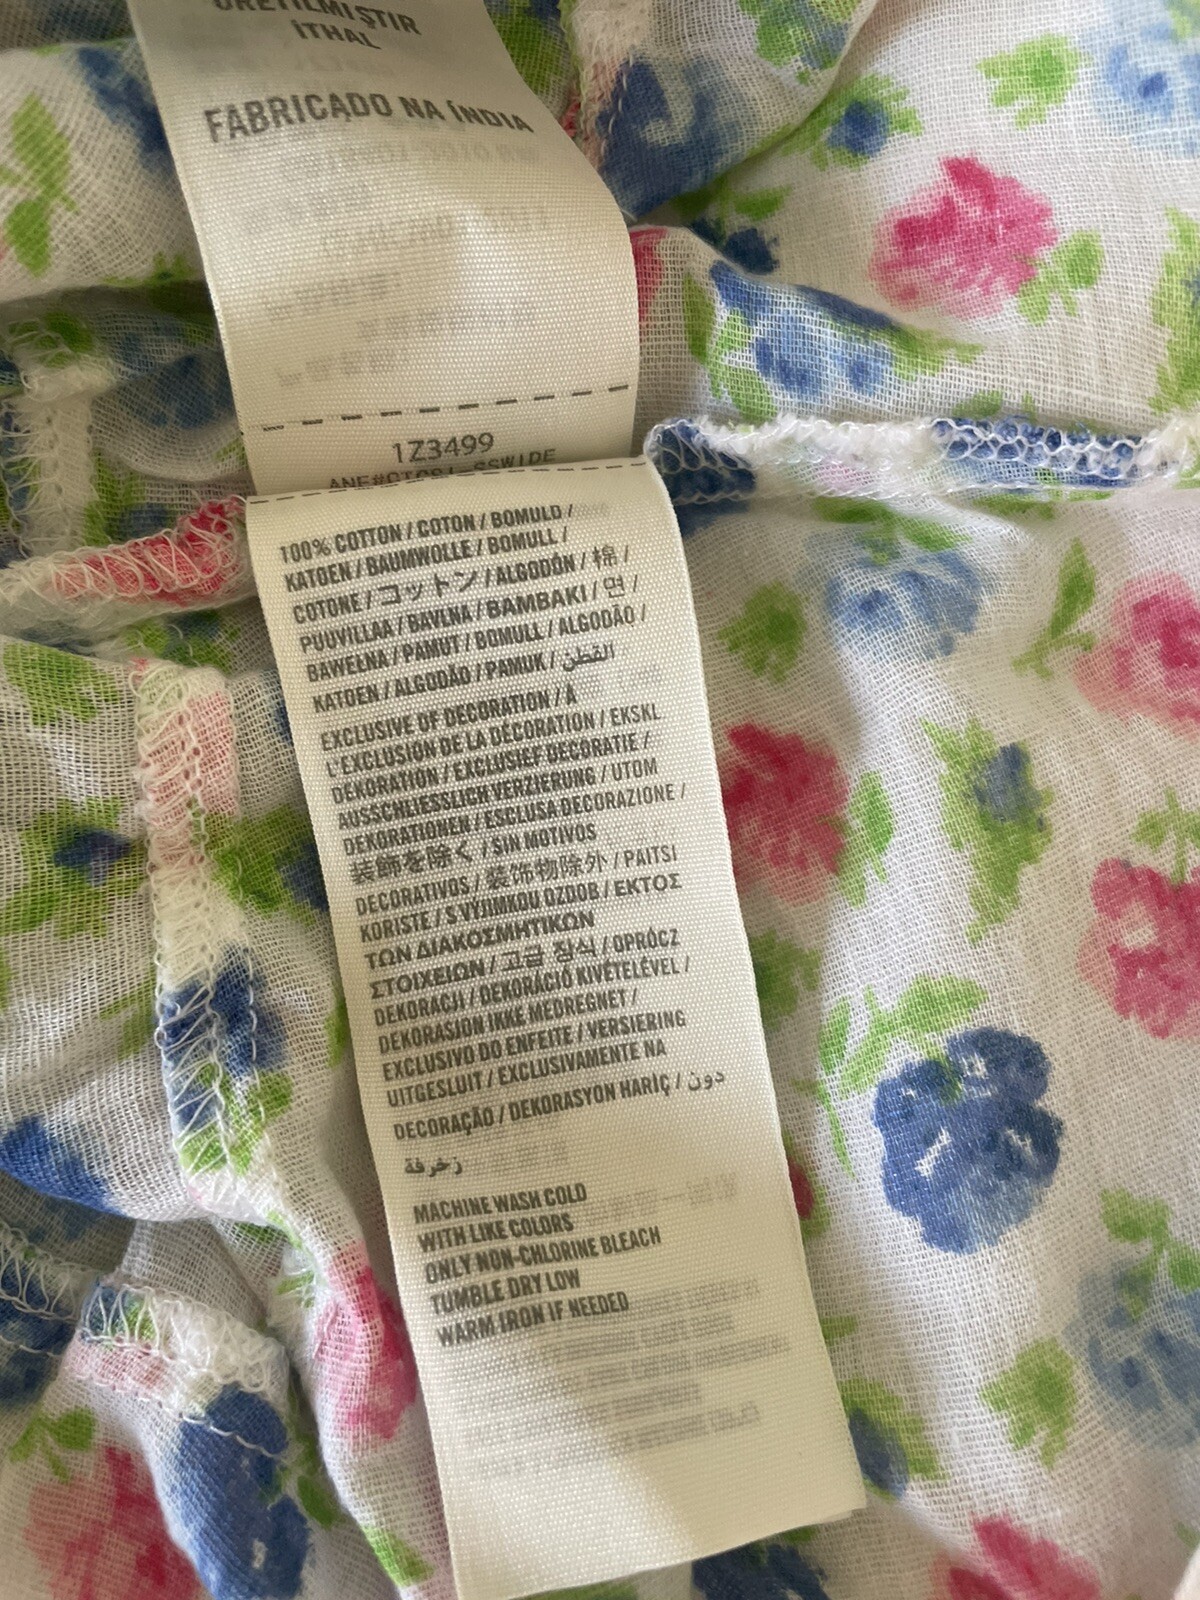 ÜRETİLMİŞTİR
İTHAL
FABRICADO NA ÍNDIA
1Z3499
100% COTTON / COTON / BOMULD /
KATOEN / BAUMWOLLE / BOMULL /
COTONE / コットン / ALGODÓN / 棉 /
PUUVILLAA / BAVLNA / BAMBAKI / 면 /
BAWEŁNA / PAMUT / BOMULL / ALGODÃO /
KATOEN / ALGODÃO / PAMUK / القطن
EXCLUSIVE OF DECORATION / À
L'EXCLUSION DE LA DÉCORATION / EKSKL
DEKORATION / EXCLUSIEF DECORATIE /
AUSSCHLIESSLICH VERZIERUNG / UTOM
DEKORATIONEN / ESCLUSA DECORAZIONE /
装飾を除く / SIN MOTIVOS
DECORATIVOS / 装饰物除外 / PAITSI
KORISTE / S VÝJIMKOU OZDOB / ΕΚΤΟΣ
ΤΩΝ ΔΙΑΚΟΣΜΗΤΙΚΩΝ
ΣΤΟΙΧΕΙΩΝ / 고급 장식 / OPRÓCZ
DEKORACJI / DEKORÁCIÓ KIVÉTELÉVEL /
DEKORASJON IKKE MEDREGNET /
EXCLUSIVO DO ENFEITE / VERSIERING
UITGESLUIT / EXCLUSIVAMENTE NA
DECORAÇÃO / DEKORASYON HARİÇ / دون
زخرفة
MACHINE WASH COLD
WITH LIKE COLORS
ONLY NON-CHLORINE BLEACH
TUMBLE DRY LOW
WARM IRON IF NEEDED